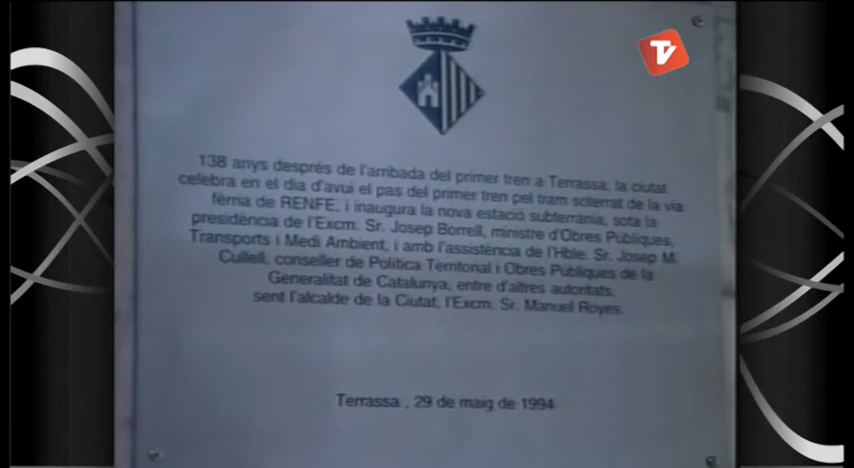 TV
138 anys després de l'arribada del primer tren a Terrassa, la ciutat
celebra en el dia d'avui el pas del primer tren pel tram soterrat de la via
fèrria de RENFE, i inaugura la nova estació subterrània, sota la
presidència de l'Excm. Sr. Josep Borrell, ministre d'Obres Públiques,
Transports i Medi Ambient, i amb l'assistència de l'Hble. Sr. Josep M.
Cullell, conseller de Política Territorial i Obres Públiques de la
Generalitat de Catalunya, entre d'altres autoritats,
sent l'alcalde de la Ciutat, l'Excm. Sr. Manuel Royes.
Terrassa , 29 de maig de 1994